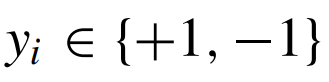 yᵢ ∈ {+1, −1}